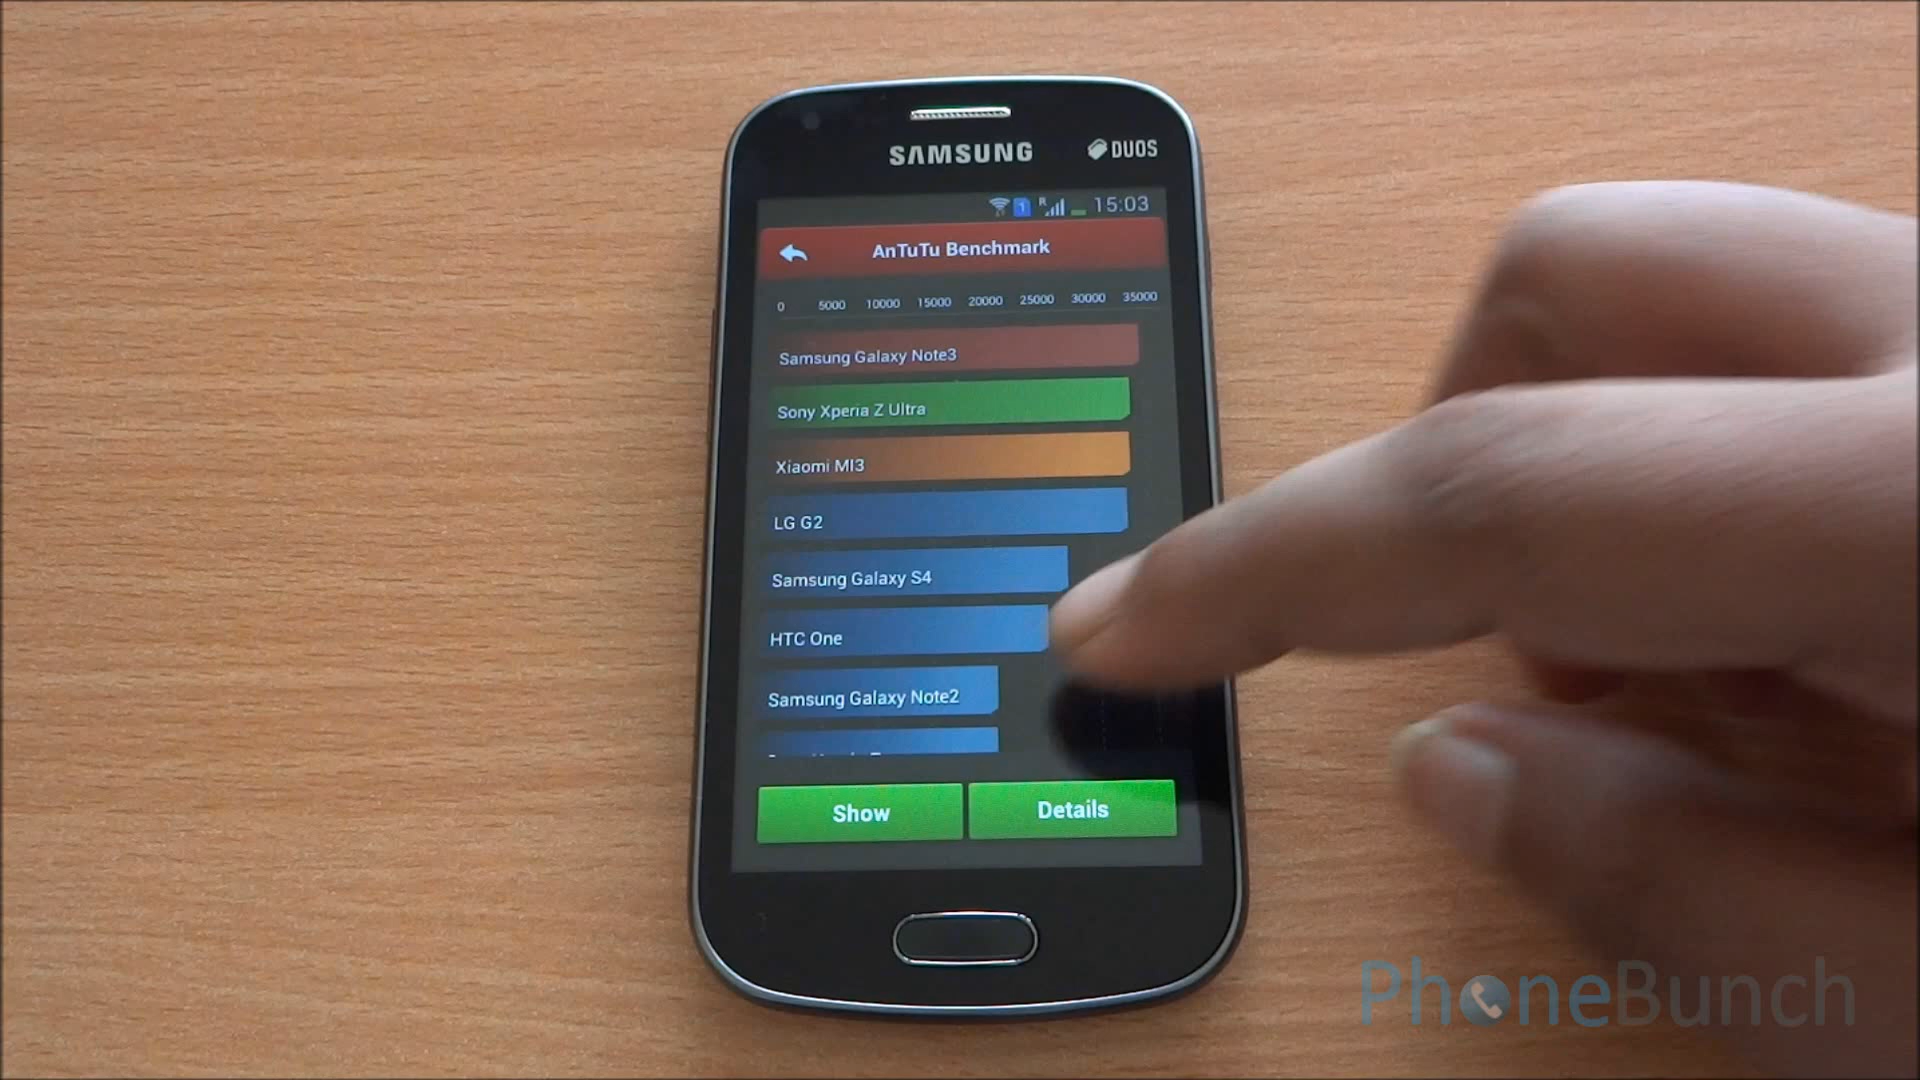 SAMSUNG
DUOS
1 R 15:03
AnTuTu Benchmark
0 5000 10000 15000 20000 25000 30000 35000
Samsung Galaxy Note3
Sony Xperia Z Ultra
Xiaomi MI3
LG G2
Samsung Galaxy S4
HTC One
Samsung Galaxy Note2
Show Details
PhoneBunch